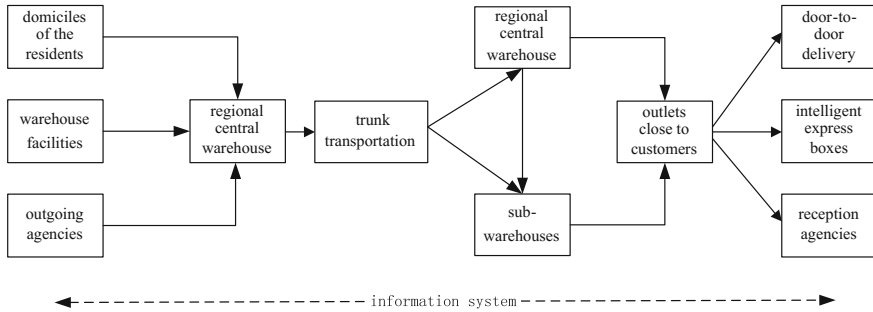 domiciles
of the
residents
warehouse
facilities
outgoing
agencies
regional
central
warehouse
trunk
transportation
regional
central
warehouse
sub-
warehouses
outlets
close to
customers
door-to-
door
delivery
intelligent
express
boxes
reception
agencies
information system